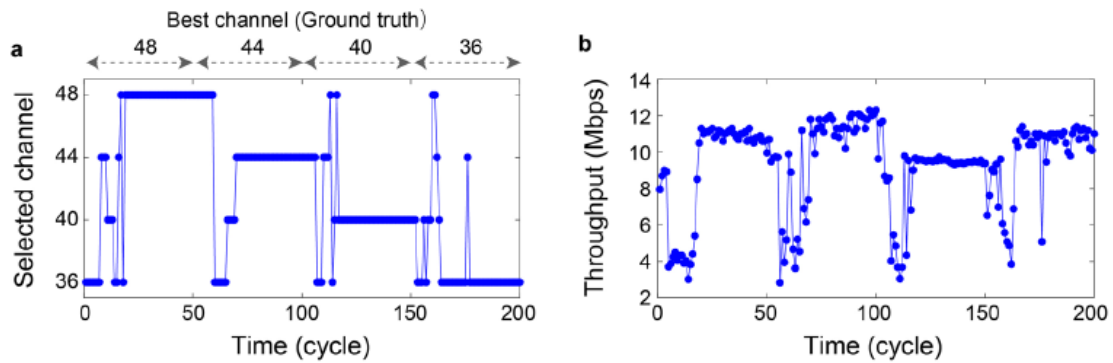 Best channel (Ground truth)
a
48 44 40 36
Selected channel
48
44
40
36
0 50 100 150 200
Time (cycle)
b
Throughput (Mbps)
14
12
10
8
6
4
2
0 50 100 150 200
Time (cycle)